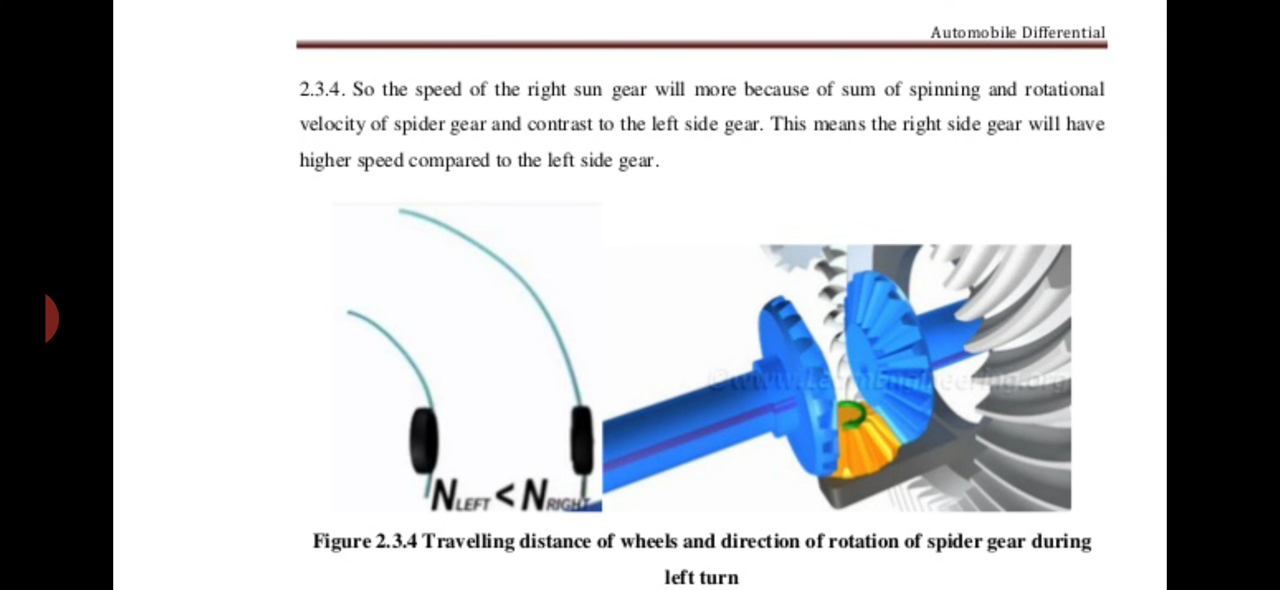 Automobile Differential
2.3.4. So the speed of the right sun gear will more because of sum of spinning and rotational
velocity of spider gear and contrast to the left side gear. This means the right side gear will have
higher speed compared to the left side gear.
©www.LearnEngineering.org
NLEFT < NRIGHT
Figure 2.3.4 Travelling distance of wheels and direction of rotation of spider gear during
left turn